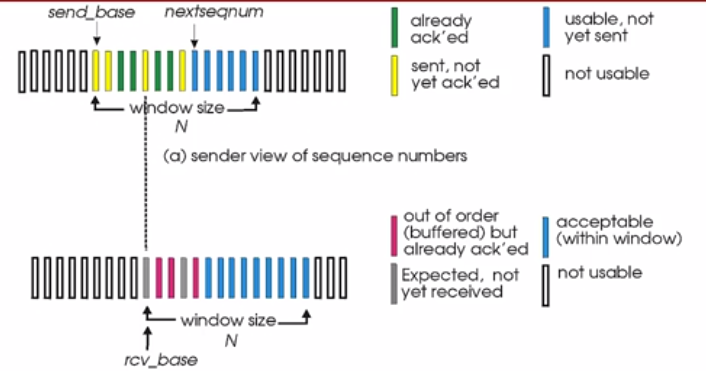 send_base nextseqnum
already
ack'ed
usable, not
yet sent
sent, not
yet ack'ed
not usable
window size
N
(a) sender view of sequence numbers
out of order
(buffered) but
already ack'ed
acceptable
(within window)
Expected, not
yet received
not usable
window size
N
rcv_base